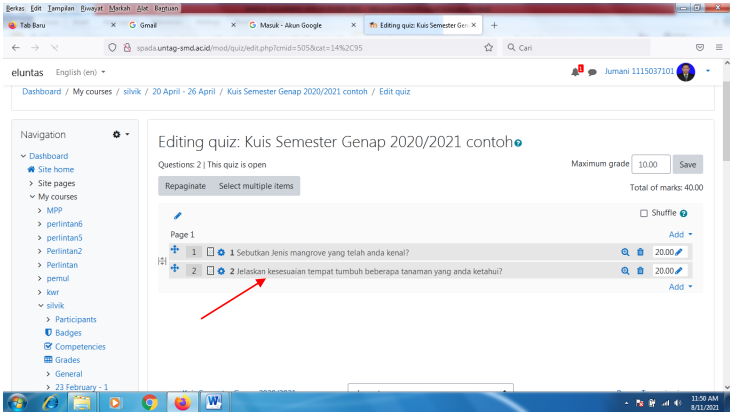 Berkas Edit Tampilan Riwayat Markah Alat Bantuan
Tab Baru × G Gmail × G Masuk - Akun Google × Editing quiz: Kuis Semester Gen × +
spada.untag-smd.ac.id/mod/quiz/edit.php?cmid=505&cat=14%2C95 Cari
eluntas English (en) 1 Jumani 1115037101
Dashboard / My courses / silvik / 20 April - 26 April / Kuis Semester Genap 2020/2021 contoh / Edit quiz
Navigation
Dashboard
Site home
Site pages
My courses
MPP
perlintan6
perlintan5
Perlintan2
Perlintan
pemul
kwr
silvik
Participants
Badges
Competencies
Grades
General
23 February - 1
Editing quiz: Kuis Semester Genap 2020/2021 contoh
Questions: 2 | This quiz is open Maximum grade 10.00 Save
Repaginate Select multiple items Total of marks: 40.00
Shuffle
Page 1 Add
1 1 Sebutkan Jenis mangrove yang telah anda kenal? 20.00
2 2 Jelaskan kesesuaian tempat tumbuh beberapa tanaman yang anda ketahui? 20.00
Add
11:50 AM
8/11/2021